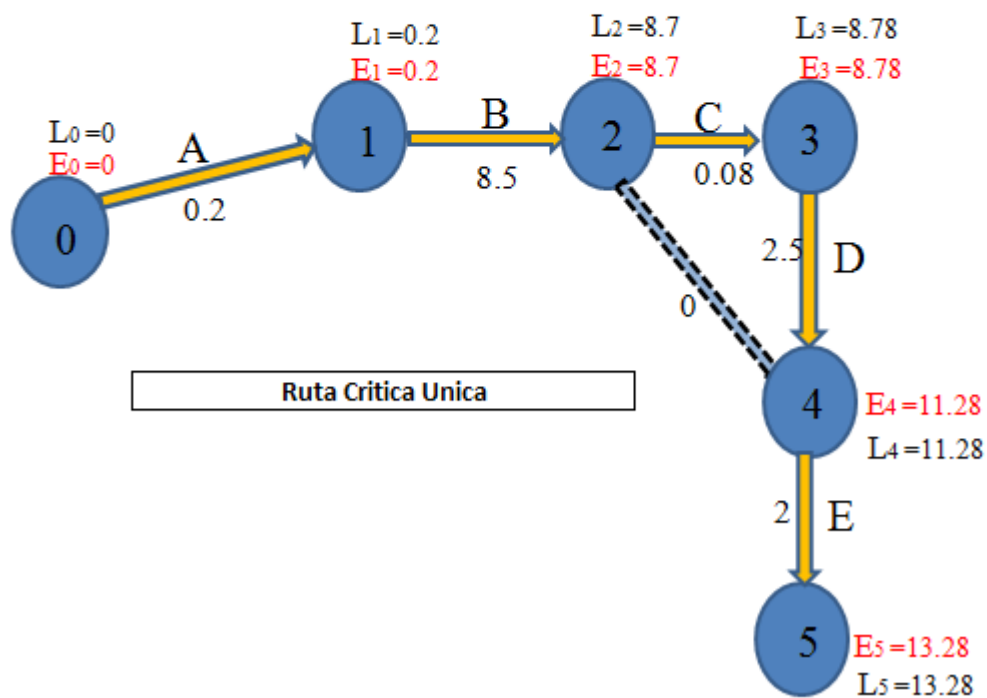 L1 =0.2
E1 =0.2
L2 =8.7
E2 =8.7
L3 =8.78
E3 =8.78
L0 =0
E0 =0
A
B
C
0
1
2
3
0.2
8.5
0.08
2.5
D
0
Ruta Critica Unica
4
E4 =11.28
L4 =11.28
2
E
5
E5 =13.28
L5 =13.28